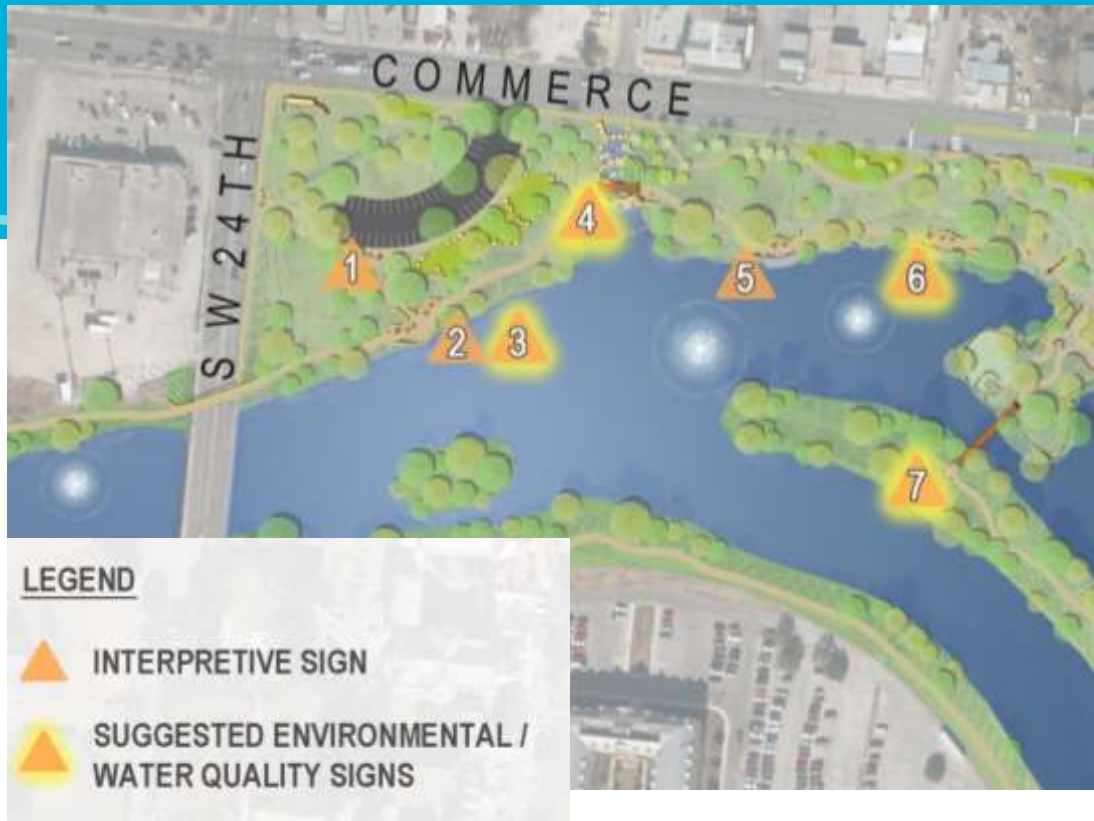 COMMERCE
SW 24TH
1
2
3
4
5
6
7
LEGEND
INTERPRETIVE SIGN
SUGGESTED ENVIRONMENTAL /
WATER QUALITY SIGNS